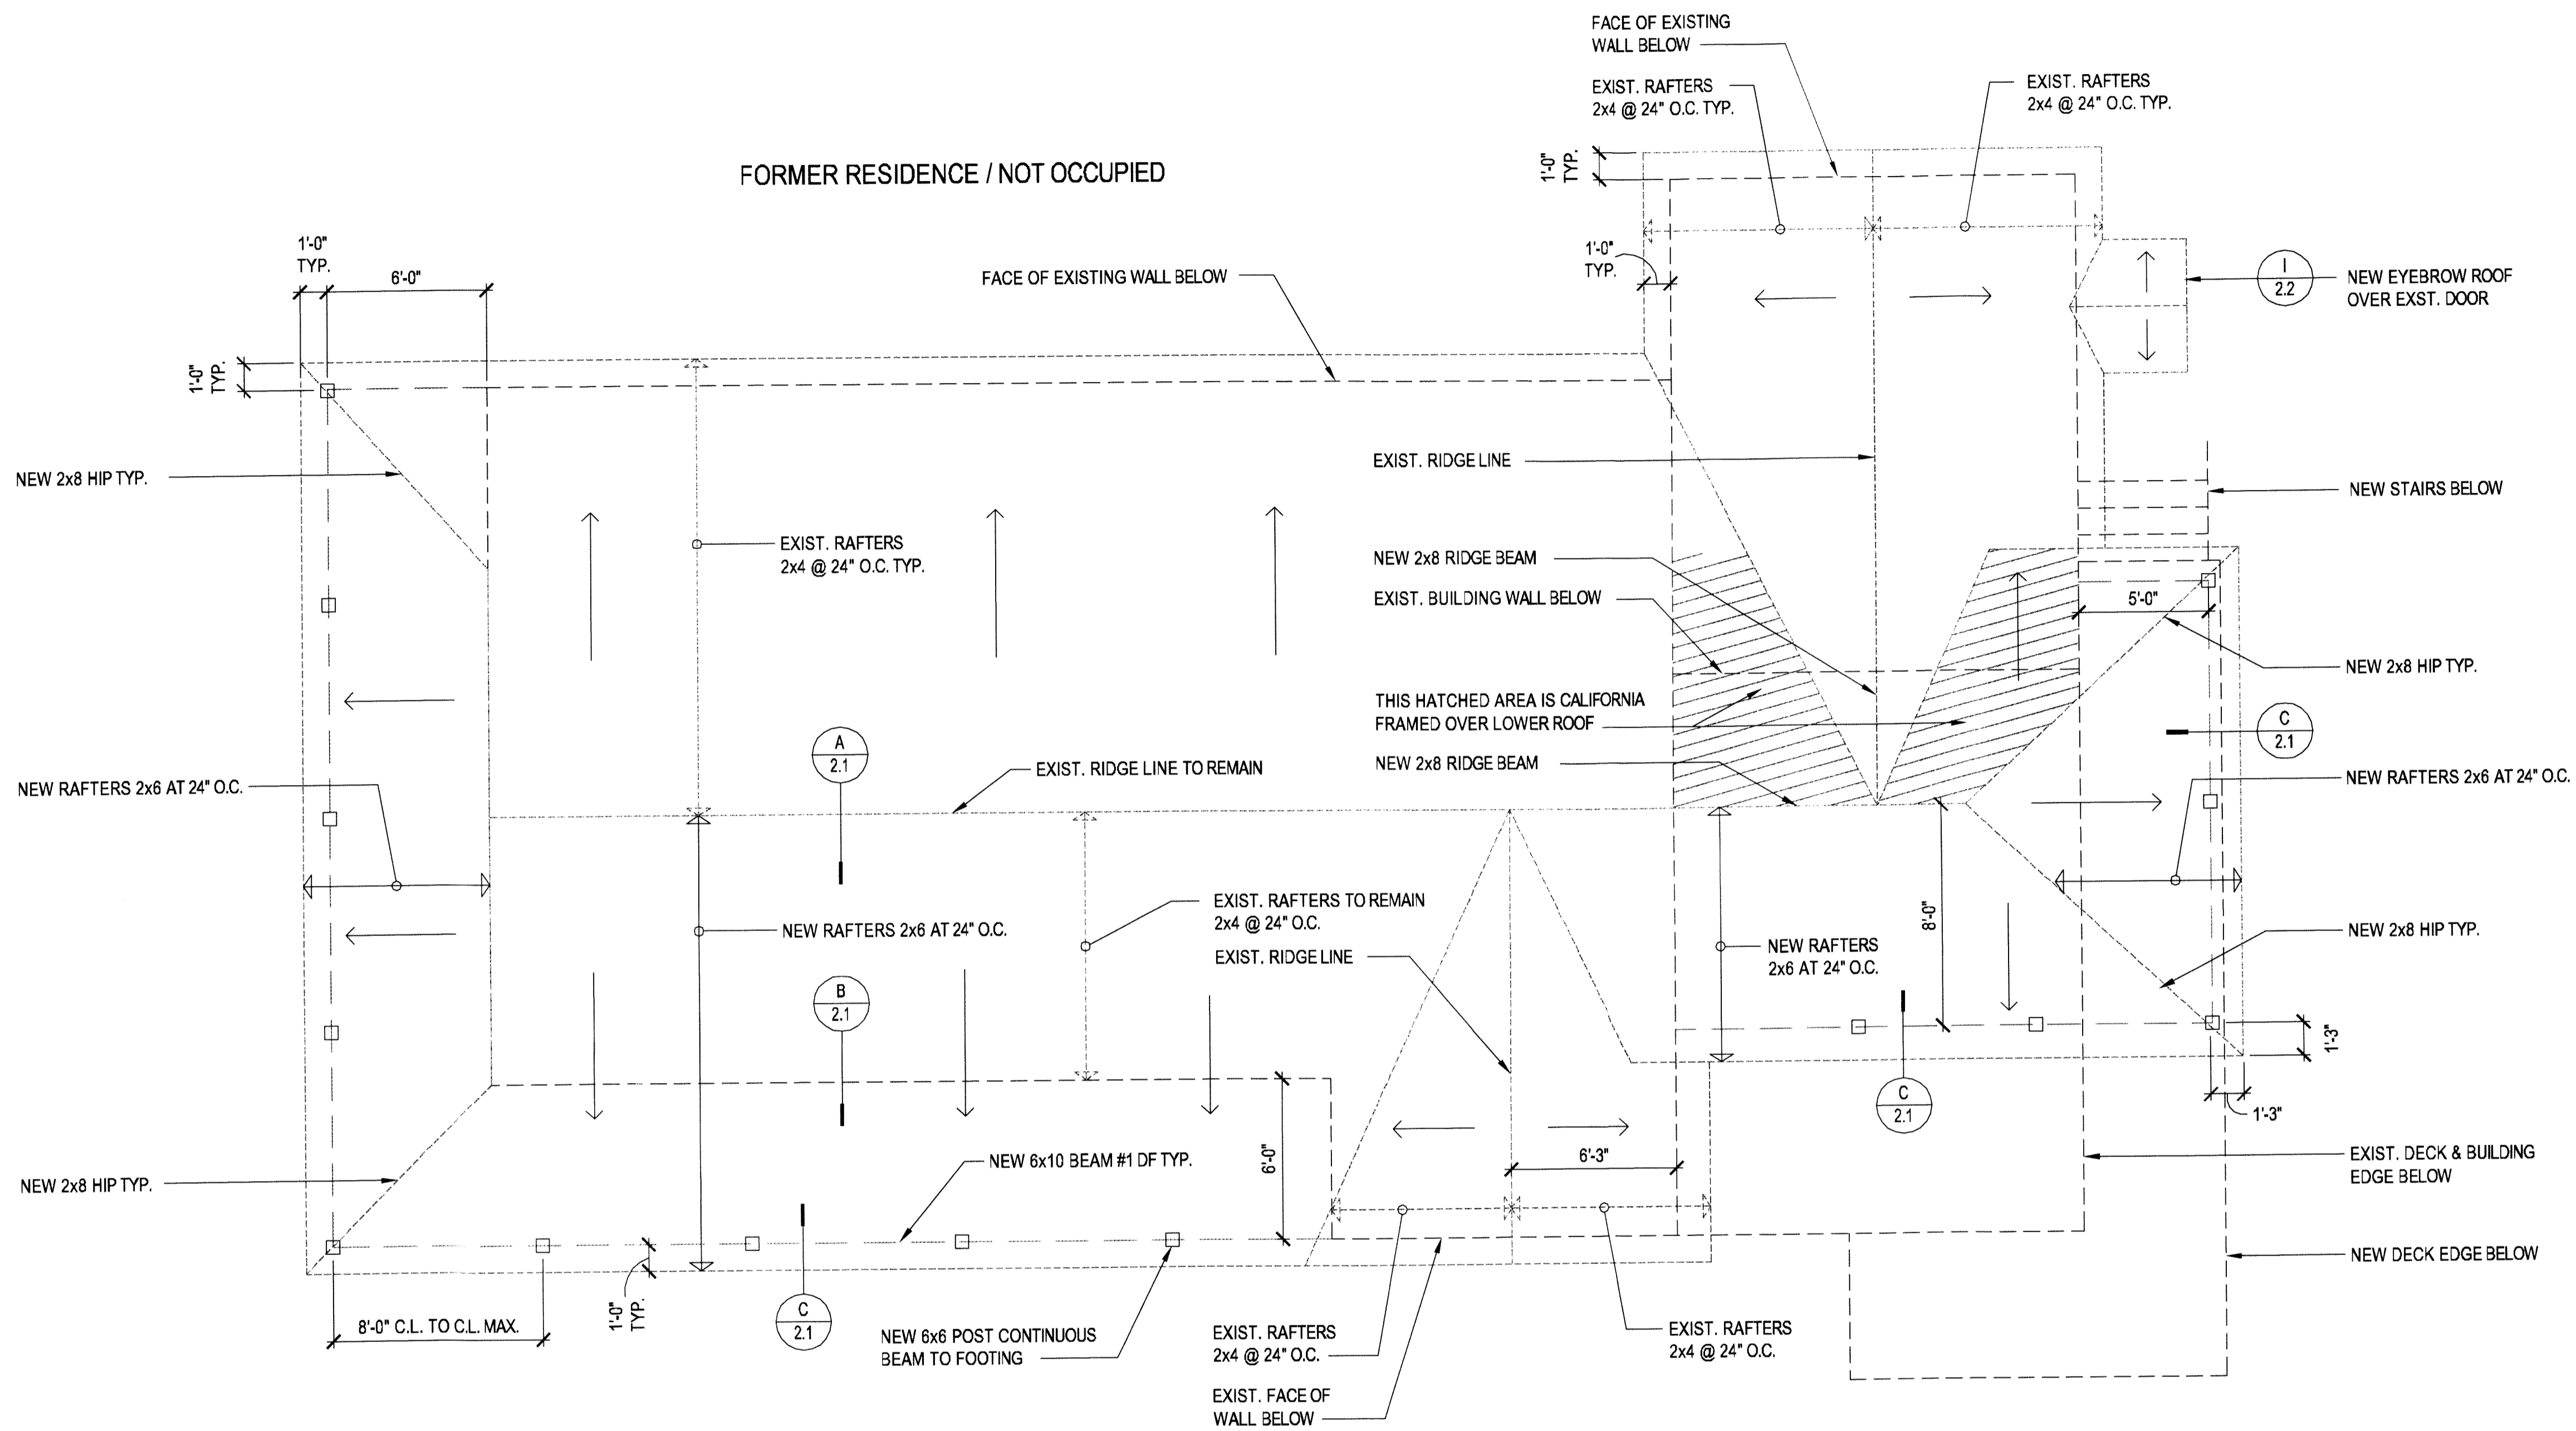 FACE OF EXISTING
WALL BELOW
EXIST. RAFTERS
2x4 @ 24" O.C. TYP.
EXIST. RAFTERS
2x4 @ 24" O.C. TYP.
FORMER RESIDENCE / NOT OCCUPIED
1'-0"
TYP.
1'-0"
TYP.
6'-0"
FACE OF EXISTING WALL BELOW
1'-0"
TYP.
I
2.2
NEW EYEBROW ROOF
OVER EXST. DOOR
1'-0"
TYP.
NEW 2x8 HIP TYP.
EXIST. RIDGE LINE
NEW STAIRS BELOW
EXIST. RAFTERS
2x4 @ 24" O.C. TYP.
NEW 2x8 RIDGE BEAM
EXIST. BUILDING WALL BELOW
5'-0"
NEW 2x8 HIP TYP.
THIS HATCHED AREA IS CALIFORNIA
FRAMED OVER LOWER ROOF
C
2.1
A
2.1
EXIST. RIDGE LINE TO REMAIN
NEW 2x8 RIDGE BEAM
NEW RAFTERS 2x6 AT 24" O.C.
NEW RAFTERS 2x6 AT 24" O.C.
EXIST. RAFTERS TO REMAIN
2x4 @ 24" O.C.
NEW RAFTERS 2x6 AT 24" O.C.
8'-0"
NEW 2x8 HIP TYP.
EXIST. RIDGE LINE
NEW RAFTERS
2x6 AT 24" O.C.
B
2.1
1'-3"
C
2.1
1'-3"
6'-0"
6'-3"
NEW 6x10 BEAM #1 DF TYP.
EXIST. DECK & BUILDING
EDGE BELOW
NEW 2x8 HIP TYP.
NEW DECK EDGE BELOW
8'-0" C.L. TO C.L. MAX.
1'-0"
TYP.
C
2.1
NEW 6x6 POST CONTINUOUS
BEAM TO FOOTING
EXIST. RAFTERS
2x4 @ 24" O.C.
EXIST. RAFTERS
2x4 @ 24" O.C.
EXIST. FACE OF
WALL BELOW